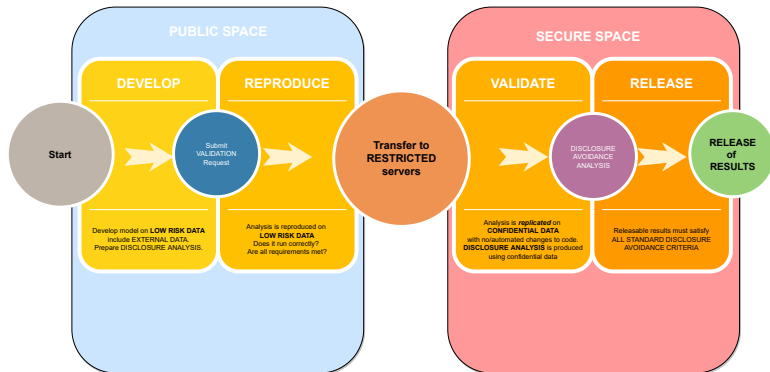 PUBLIC SPACE
SECURE SPACE
DEVELOP
REPRODUCE
VALIDATE
RELEASE
Start
Submit
VALIDATION
Request
Transfer to
RESTRICTED
servers
DISCLOSURE
AVOIDANCE
ANALYSIS
RELEASE
of
RESULTS
Develop model on LOW RISK DATA
include EXTERNAL DATA.
Prepare DISCLOSURE ANALYSIS.
Analysis is reproduced on
LOW RISK DATA
Does it run correctly?
Are all requirements met?
Analysis is replicated on
CONFIDENTIAL DATA
with no/automated changes to code.
DISCLOSURE ANALYSIS is produced
using confidential data
Releasable results must satisfy
ALL STANDARD DISCLOSURE
AVOIDANCE CRITERIA